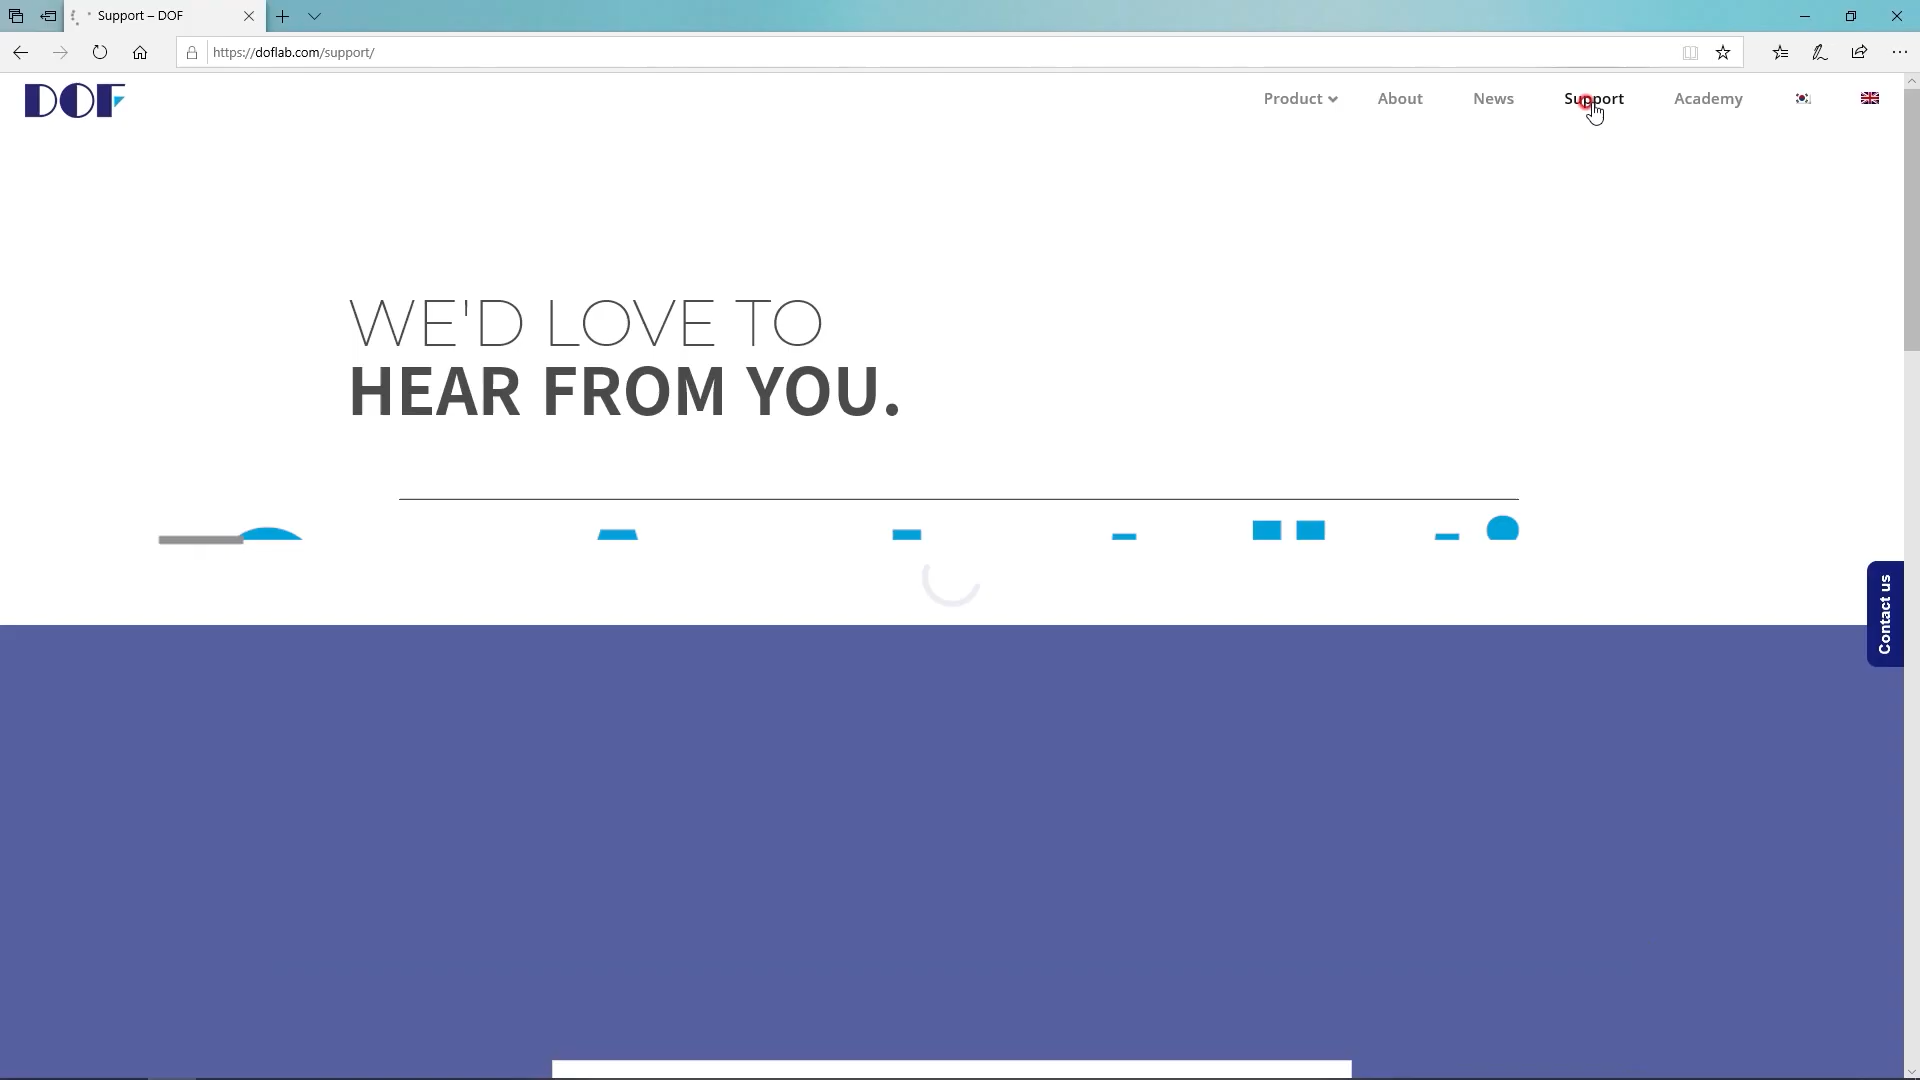 Support – DOF
https://doflab.com/support/
DOF
Product
About
News
Support
Academy
WE'D LOVE TO
HEAR FROM YOU.
Contact us